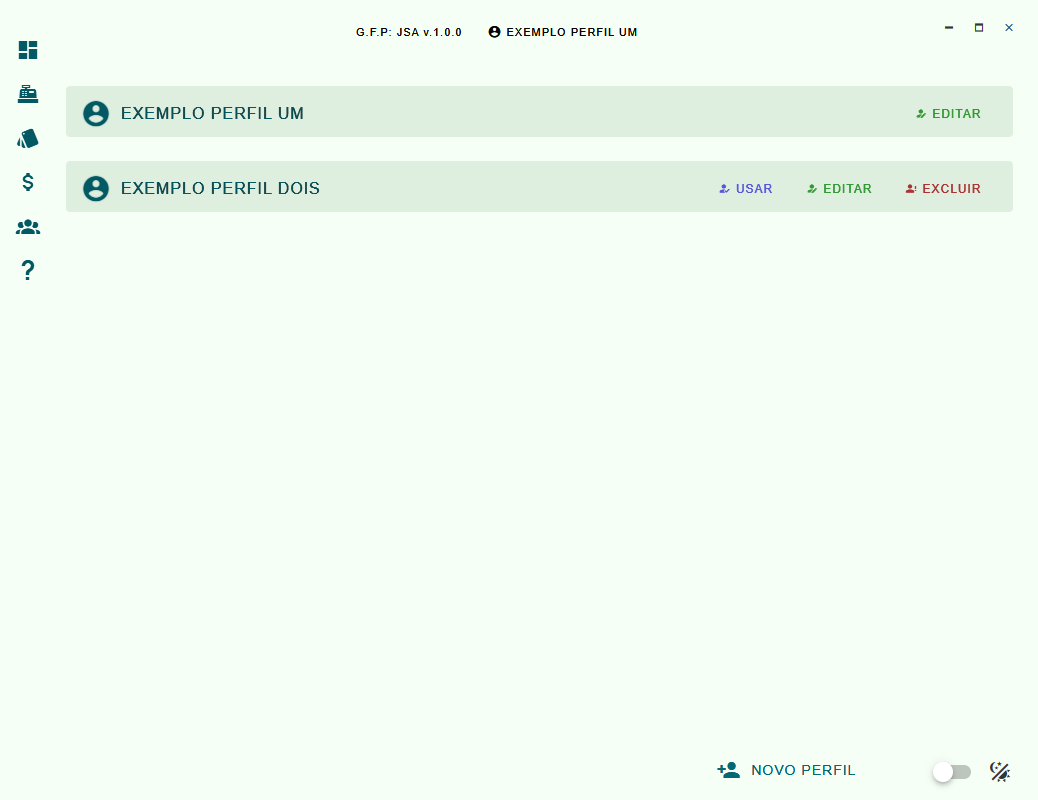 G.F.P: JSA v.1.0.0 EXEMPLO PERFIL UM
EXEMPLO PERFIL UM EDITAR
EXEMPLO PERFIL DOIS USAR EDITAR EXCLUIR
NOVO PERFIL